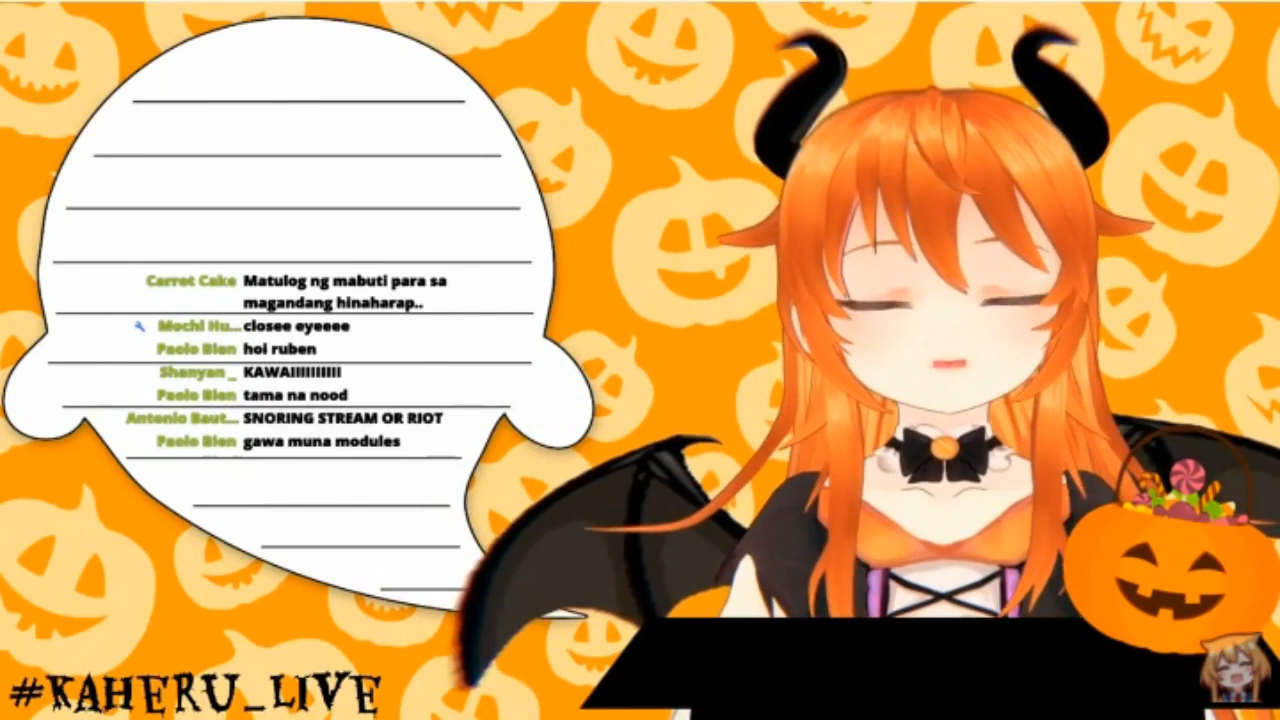 Carrot Cake Matulog ng mabuti para sa
magandang hinaharap..
Mochi Hu... closee eyeeee
Paolo Bien hoi ruben
Shanyan _ KAWAIIIIIIIIII
Paolo Bien tama na nood
Antonio Baut... SNORING STREAM OR RIOT
Paolo Bien gawa muna modules
#KAHERU_LIVE